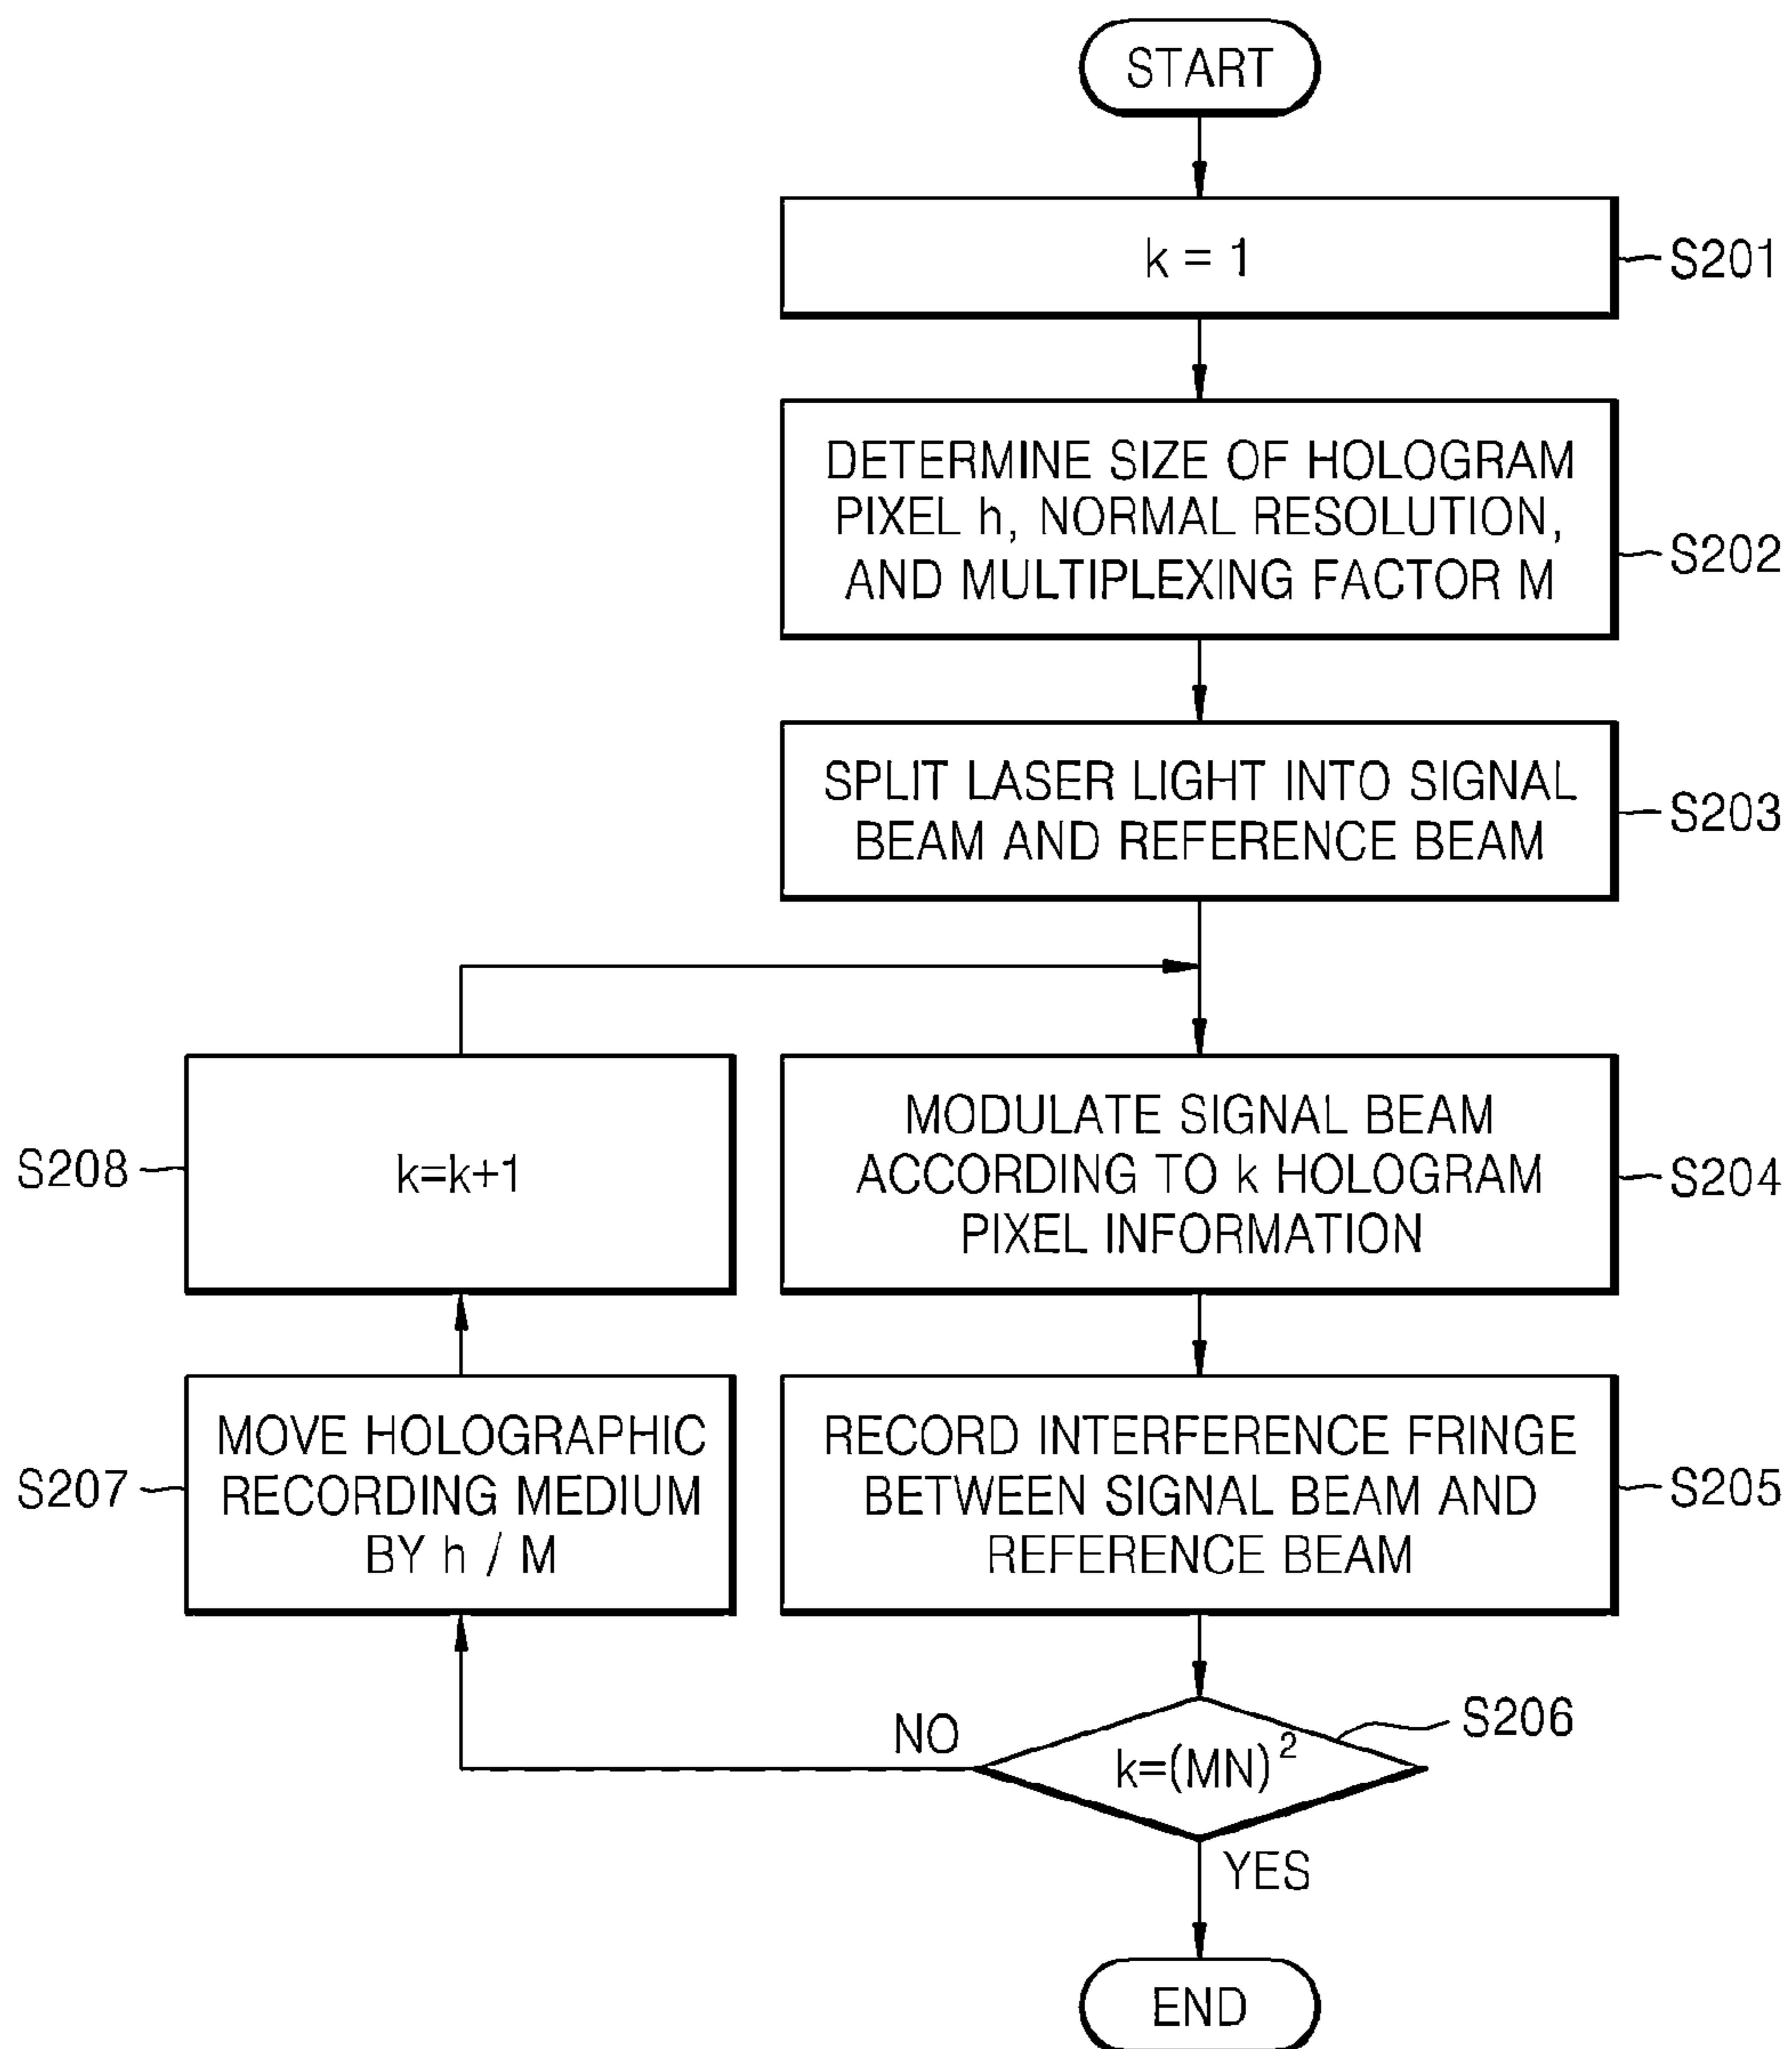 START
k = 1
S201
DETERMINE SIZE OF HOLOGRAM
PIXEL h, NORMAL RESOLUTION,
AND MULTIPLEXING FACTOR M
S202
SPLIT LASER LIGHT INTO SIGNAL
BEAM AND REFERENCE BEAM
S203
S208
k=k+1
MODULATE SIGNAL BEAM
ACCORDING TO k HOLOGRAM
PIXEL INFORMATION
S204
S207
MOVE HOLOGRAPHIC
RECORDING MEDIUM
BY h / M
RECORD INTERFERENCE FRINGE
BETWEEN SIGNAL BEAM AND
REFERENCE BEAM
S205
NO
k=(MN)²
S206
YES
END